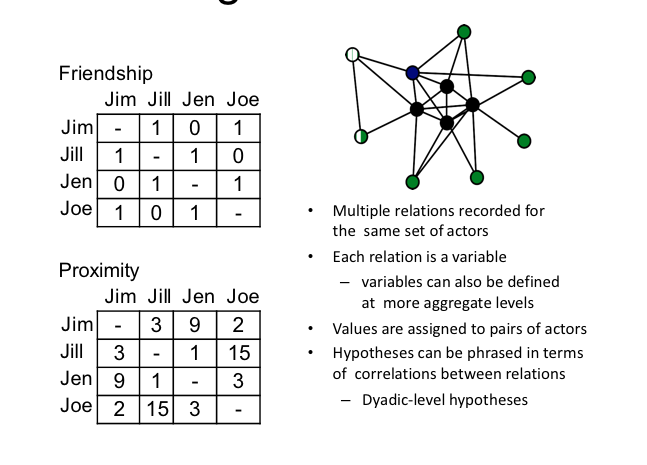 Friendship
Jim Jill Jen Joe
Jim - 1 0 1
Jill 1 - 1 0
Jen 0 1 - 1
Joe 1 0 1 -
Proximity
Jim Jill Jen Joe
Jim - 3 9 2
Jill 3 - 1 15
Jen 9 1 - 3
Joe 2 15 3 -
• Multiple relations recorded for
the same set of actors
• Each relation is a variable
– variables can also be defined
at more aggregate levels
• Values are assigned to pairs of actors
• Hypotheses can be phrased in terms
of correlations between relations
– Dyadic-level hypotheses